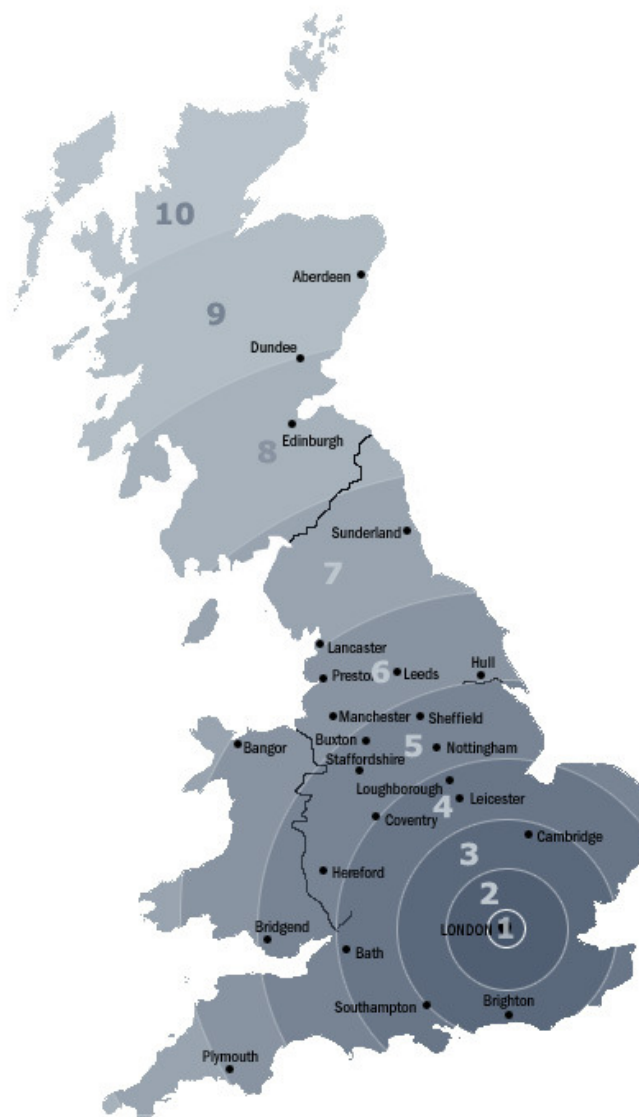 10
Aberdeen
9
Dundee
Edinburgh
8
Sunderland
7
Lancaster
Hull
6
Leeds
Manchester
Sheffield
Buxton
5
Nottingham
Bangor
Staffordshire
Loughborough
Leicester
4
Coventry
Cambridge
3
Hereford
2
Bridgend
LONDON
1
Bath
Southampton
Brighton
Plymouth